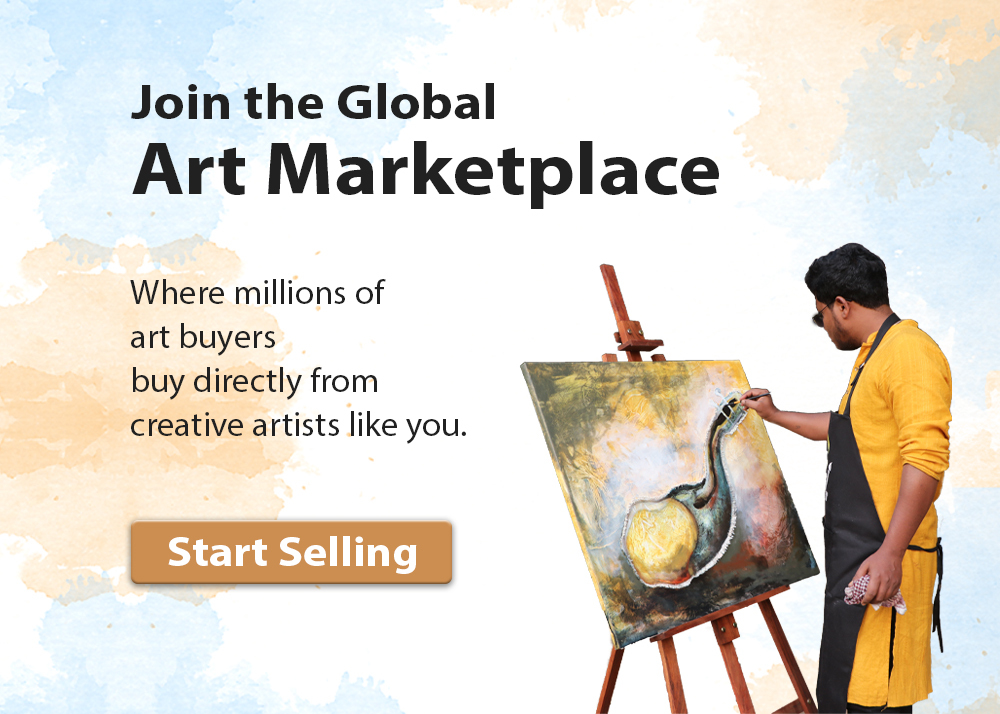 Join the Global
Art Marketplace
Where millions of
art buyers
buy directly from
creative artists like you.
Start Selling